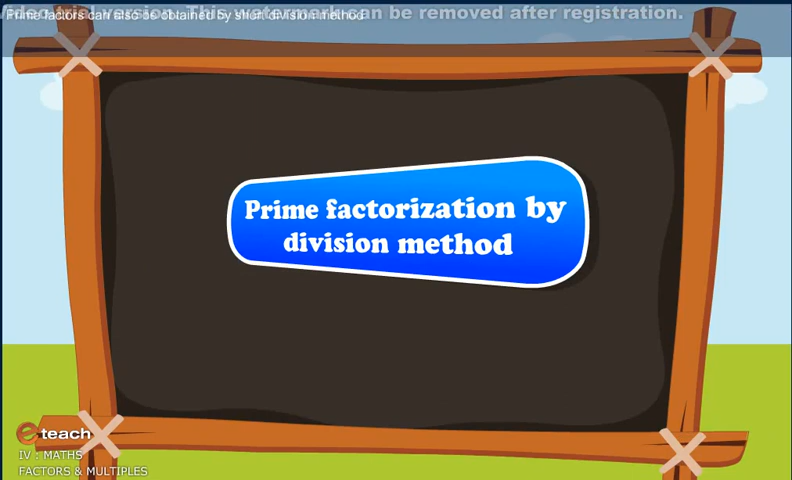 version. This watermark can be removed after registration.
Prime factors can also be obtained by short division method
Prime factorization by
division method
e teach
IV : MATHS
FACTORS & MULTIPLES